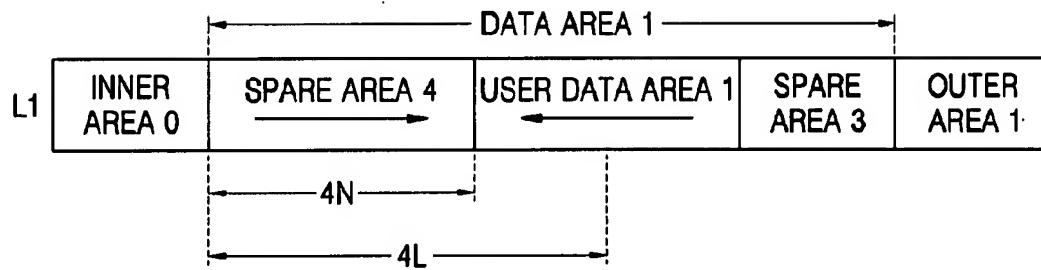 DATA AREA 1
L1
INNER AREA 0
SPARE AREA 4
USER DATA AREA 1
SPARE AREA 3
OUTER AREA 1
4N
4L